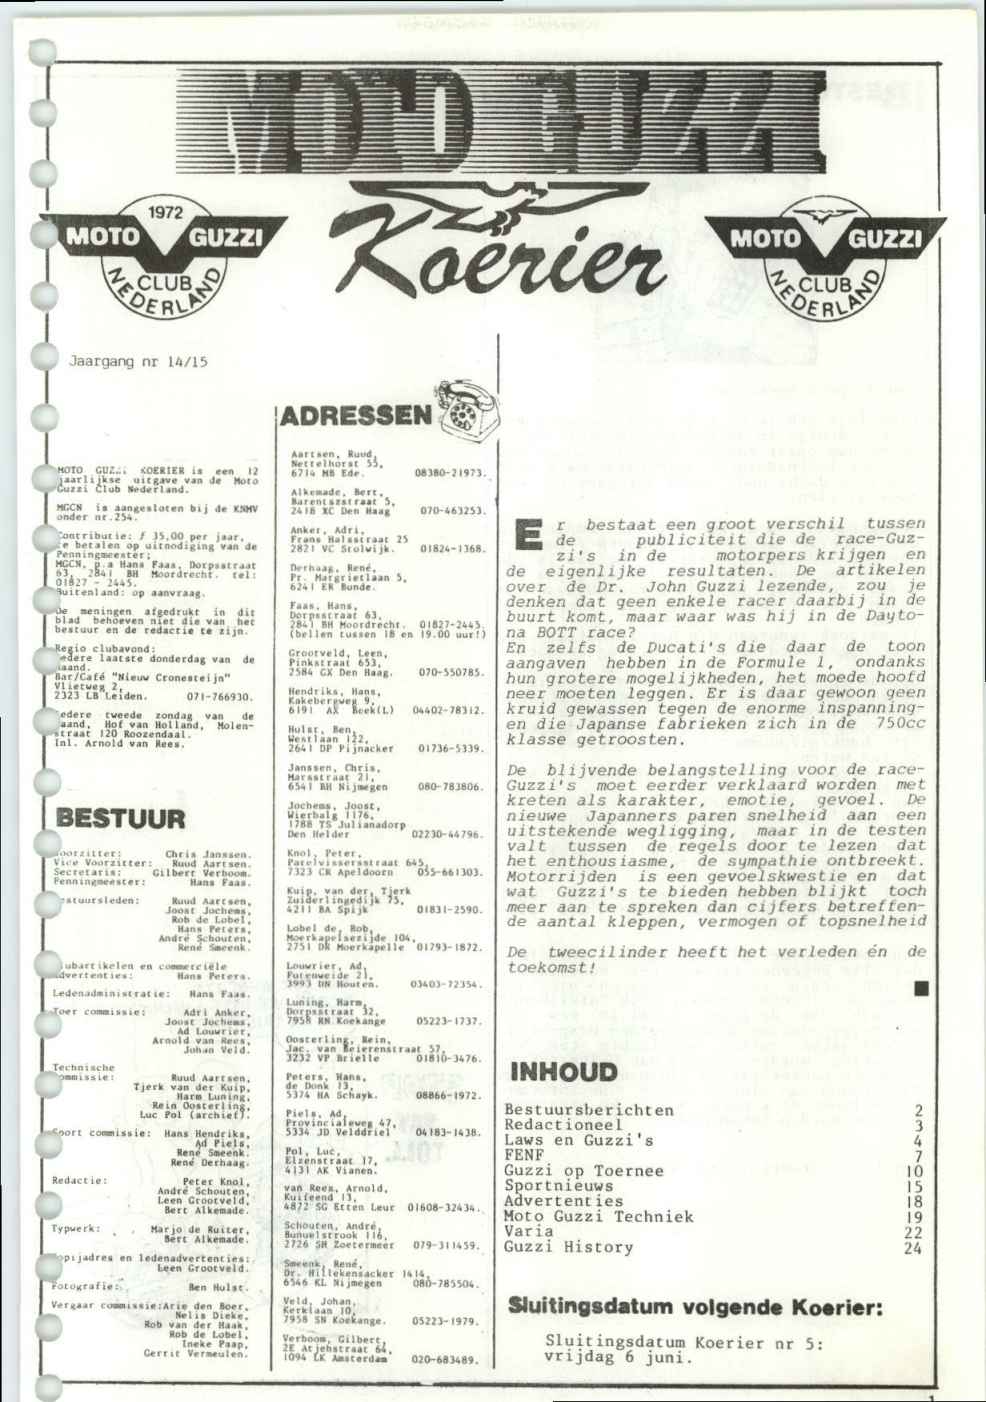 MOTO GUZZI
Koerier
1972
MOTO GUZZI
CLUB
NEDERLAND
MOTO GUZZI
CLUB
NEDERLAND
Jaargang nr 14/15
MOTO GUZZI KOERIER is een 12
jaarlijkse uitgave van de Moto
Guzzi Club Nederland.
MGCN is aangesloten bij de KNMV
onder nr.254.
Contributie: ƒ 35,00 per jaar,
te betalen op uitnodiging van de
Penningmeester;
MGCN, p.a Hans Faas, Dorpsstraat
63, 2841 BH Moordrecht. tel:
01827 - 2445.
Buitenland: op aanvraag.
De meningen afgedrukt in dit
blad behoeven niet die van het
bestuur en de redactie te zijn.
Regio clubavond:
Iedere laatste donderdag van de
maand.
Bar/Café "Nieuw Cronesteijn"
Vlietweg 2,
2323 LB Leiden. 071-766930.
Iedere tweede zondag van de
maand, Hof van Holland, Molen-
straat 120 Roozendaal.
Inl. Arnold van Rees.
BESTUUR
Voorzitter: Chris Janssen.
Vice Voorzitter: Ruud Aartsen.
Secretaris: Gilbert Verboom.
Penningmeester: Hans Faas.
Bestuursleden: Ruud Aartsen,
Joost Jochems,
Rob de Lobel,
Hans Peters,
André Schouten,
René Smeenk.
Clubartikelen en commerciële
advertenties: Hans Peters.
Ledenadministratie: Hans Faas.
Toer commissie: Adri Anker,
Joost Jochems,
Ad Louwrier,
Arnold van Rees,
Johan Veld.
Technische
commissie: Ruud Aartsen,
Tjerk van der Kuip,
Harm Luning,
Rein Oosterling,
Luc Pol (archief).
Sport commissie: Hans Hendriks,
Ad Piels,
René Smeenk.
René Derhaag.
Redactie: Peter Knol,
André Schouten,
Leen Grootveld,
Bert Alkemade.
Typwerk: Marjo de Ruiter,
Bert Alkemade.
Kopijadres en ledenadvertenties:
Leen Grootveld.
Fotografie: Ben Hulst.
Vergaar commissie:Arie den Boer,
Nelis Dieke,
Rob van der Haak,
Rob de Lobel,
Ineke Paap,
Gerrit Vermeulen.
ADRESSEN
Aartsen, Ruud,
Nettelhorst 55,
6714 MB Ede. 08380-21973.
Alkemade, Bert,
Barentszstraat 5,
2418 XC Den Haag 070-463253.
Anker, Adri,
Frans Halsstraat 25
2821 VC Stolwijk. 01824-1368.
Derhaag, René,
Pr. Margrietlaan 5,
6241 ER Bunde.
Faas, Hans,
Dorpsstraat 63,
2841 BH Moordrecht. 01827-2445.
(bellen tussen 18 en 19.00 uur!)
Grootveld, Leen,
Pinkstraat 653,
2584 GX Den Haag. 070-550785.
Hendriks, Hans,
Kakebergweg 9,
6191 AX Beek(L) 04402-78312.
Hulst, Ben,
Westlaan 122,
2641 DP Pijnacker 01736-5339.
Janssen, Chris,
Marsstraat 21,
6541 BH Nijmegen 080-783806.
Jochems, Joost,
Wierbalg 1176,
1788 TS Julianadorp
Den Helder 02230-44796.
Knol, Peter,
Parelvissersstraat 645,
7323 CR Apeldoorn 055-661303.
Kuip, van der, Tjerk
Zuiderlingedijk 75,
4211 BA Spijk 01831-2590.
Lobel de, Rob,
Moerkapelsezijde 104,
2751 DR Moerkapelle 01793-1872.
Louwrier, Ad,
Futenweide 21,
3993 DN Houten. 03403-72354.
Luning, Harm,
Dorpsstraat 32,
7958 RN Koekange 05223-1737.
Oosterling, Rein,
Jac. van Beierenstraat 57,
3232 VP Brielle 01810-3476.
Peters, Hans,
de Donk 13,
5374 HA Schayk. 08866-1972.
Piels, Ad,
Provincialeweg 47,
5334 JD Velddriel 04183-1438.
Pol, Luc,
Elzenstraat 17,
4131 AK Vianen.
van Rees, Arnold,
Kuifeend 13,
4872 SG Etten Leur 01608-32434.
Schouten, André,
Bunuelstrook 116,
2726 SH Zoetermeer 079-311459.
Smeenk, René,
Dr. Hillekensacker 1414,
6546 KL Nijmegen 080-785504.
Veld, Johan,
Kerklaan 10,
7958 SN Koekange. 05223-1979.
Verboom, Gilbert,
2E Atjehstraat 64,
1094 LK Amsterdam 020-683489.
Er bestaat een groot verschil tussen
de publiciteit die de race-Guz-
zi's in de motorpers krijgen en
de eigenlijke resultaten. De artikelen
over de Dr. John Guzzi lezende, zou je
denken dat geen enkele racer daarbij in de
buurt komt, maar waar was hij in de Dayto-
na BOTT race?
En zelfs de Ducati's die daar de toon
aangaven hebben in de Formule 1, ondanks
hun grotere mogelijkheden, het moede hoofd
neer moeten leggen. Er is daar gewoon geen
kruid gewassen tegen de enorme inspanning-
en die Japanse fabrieken zich in de 750cc
klasse getroosten.
De blijvende belangstelling voor de race-
Guzzi's moet eerder verklaard worden met
kreten als karakter, emotie, gevoel. De
nieuwe Japanners paren snelheid aan een
uitstekende wegligging, maar in de testen
valt tussen de regels door te lezen dat
het enthousiasme, de sympathie ontbreekt.
Motorrijden is een gevoelskwestie en dat
wat Guzzi's te bieden hebben blijkt toch
meer aan te spreken dan cijfers betreffen-
de aantal kleppen, vermogen of topsnelheid
De tweecilinder heeft het verleden én de
toekomst!
INHOUD
Bestuursberichten 2
Redactioneel 3
Laws en Guzzi's 4
FENF 7
Guzzi op Toernee 10
Sportnieuws 15
Advertenties 18
Moto Guzzi Techniek 19
Varia 22
Guzzi History 24
Sluitingsdatum volgende Koerier:
Sluitingsdatum Koerier nr 5:
vrijdag 6 juni.
1